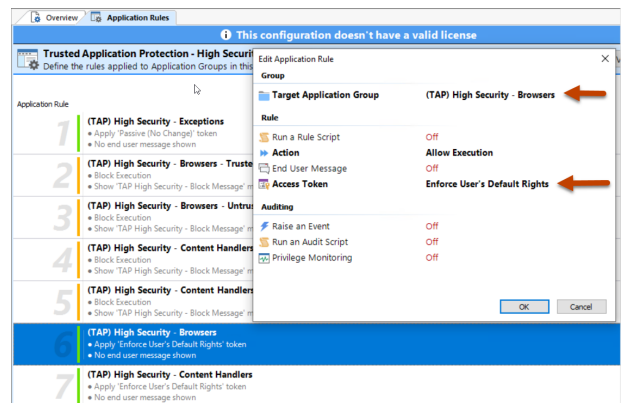 Overview
Application Rules
This configuration doesn't have a valid license
Trusted Application Protection - High Securi
Define the rules applied to Application Groups in this
Application Rule
1
(TAP) High Security - Exceptions
• Apply 'Passive (No Change)' token
• No end user message shown
2
(TAP) High Security - Browsers - Truste
• Block Execution
• Show 'TAP High Security - Block Message' m
3
(TAP) High Security - Browsers - Untrus
• Block Execution
• Show 'TAP High Security - Block Message' m
4
(TAP) High Security - Content Handlers
• Block Execution
• Show 'TAP High Security - Block Message' m
5
(TAP) High Security - Content Handlers
• Block Execution
• Show 'TAP High Security - Block Message' m
6
(TAP) High Security - Browsers
• Apply 'Enforce User's Default Rights' token
• No end user message shown
7
(TAP) High Security - Content Handlers
• Apply 'Enforce User's Default Rights' token
• No end user message shown
Edit Application Rule
Group
Target Application Group (TAP) High Security - Browsers
Rule
Run a Rule Script Off
Action Allow Execution
End User Message Off
Access Token Enforce User's Default Rights
Auditing
Raise an Event Off
Run an Audit Script Off
Privilege Monitoring Off
OK Cancel